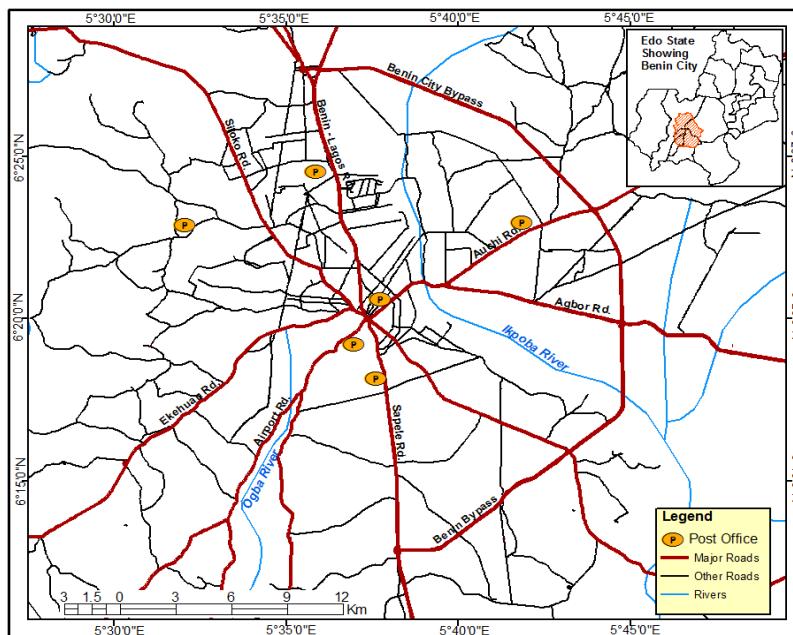 5°30'0"E 5°35'0"E 5°40'0"E 5°45'0"E
Edo State
Showing
Benin City
Benin City Bypass
Benin - Lagos Rd.
Siloko Rd
6°25'0"N
P
P
P
Auchi Rd.
P
6°20'0"N
Agbor Rd.
Ikpoba River
P
P
Ekehuan Rd.
Airport Rd.
Sapele Rd.
Ogba River
6°15'0"N
Benin Bypass
Legend
P Post Office
Major Roads
Other Roads
Rivers
3 1.5 0 3 6 9 12
Km
5°30'0"E 5°35'0"E 5°40'0"E 5°45'0"E